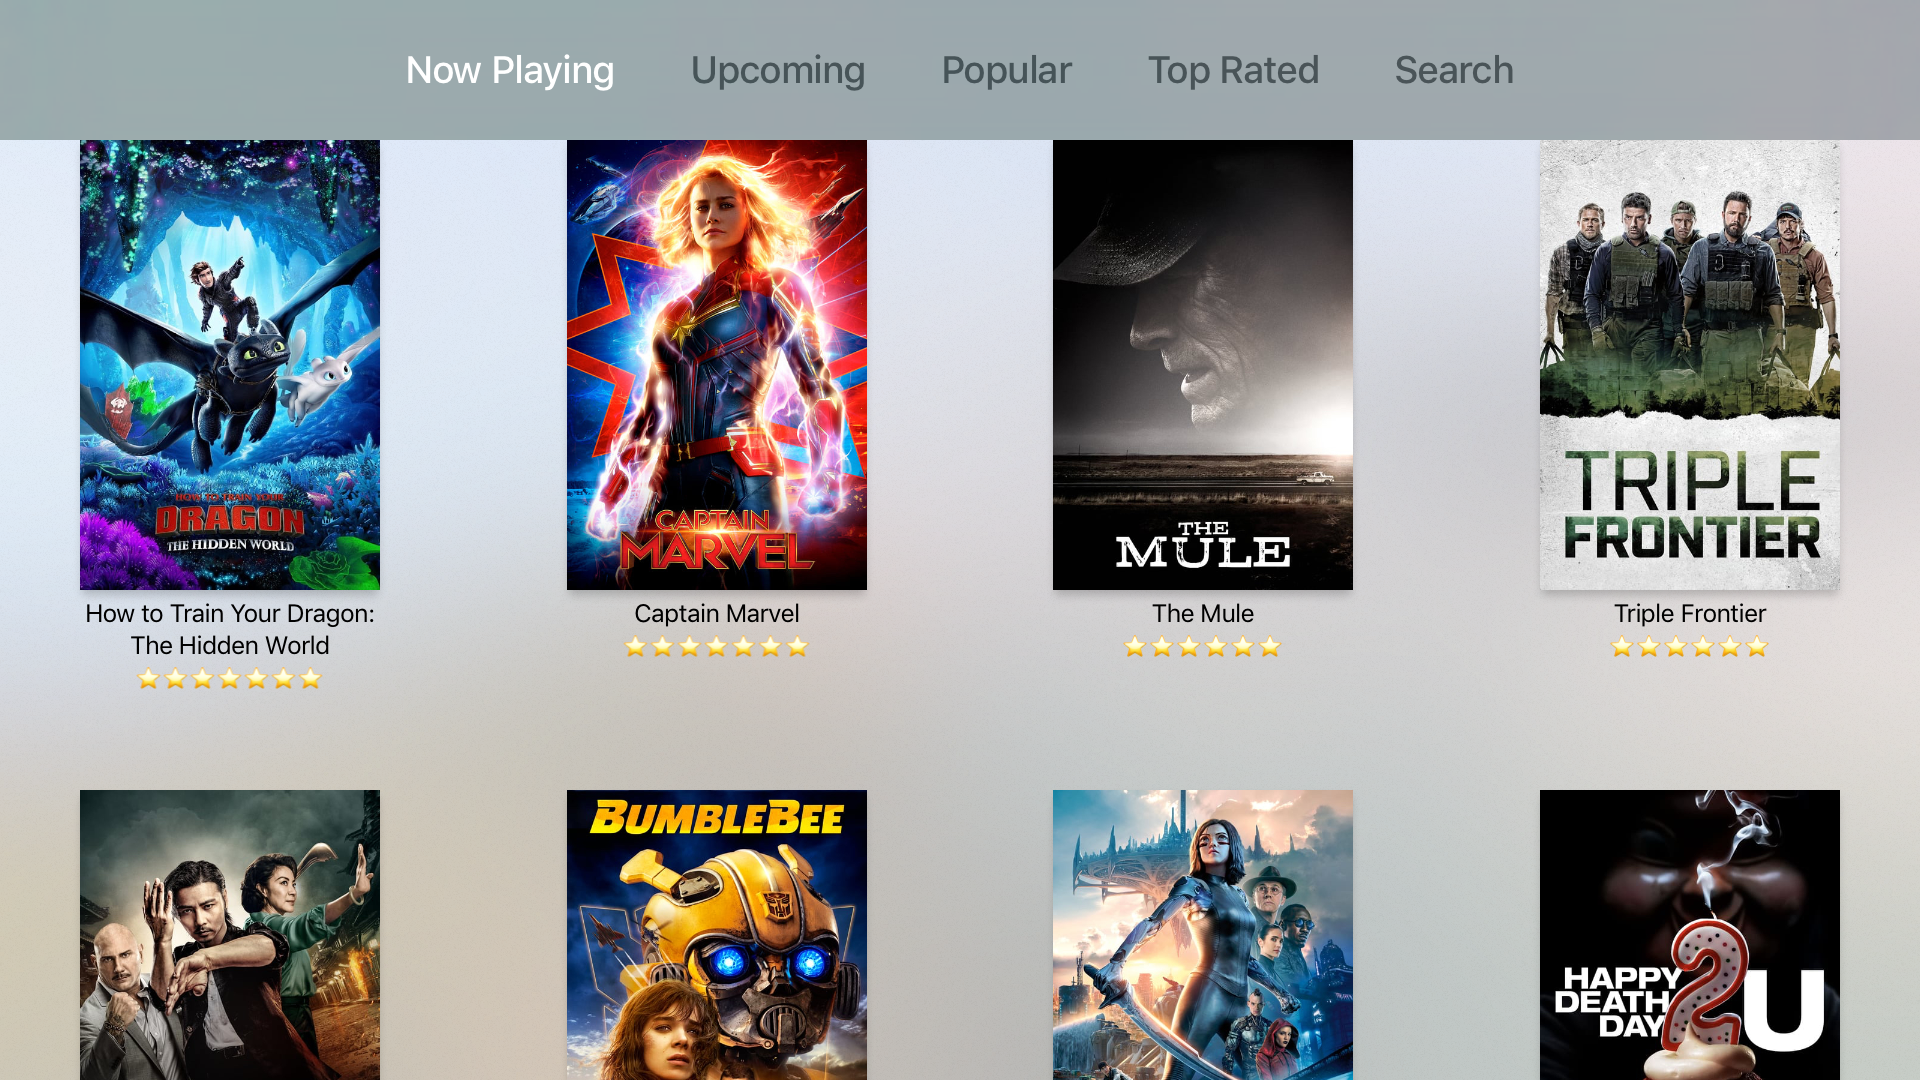 Now Playing Upcoming Popular Top Rated Search
HOW TO TRAIN YOUR
DRAGON
THE HIDDEN WORLD
CAPTAIN
MARVEL
THE
MULE
TRIPLE
FRONTIER
How to Train Your Dragon:
The Hidden World
⭐⭐⭐⭐⭐⭐⭐
Captain Marvel
⭐⭐⭐⭐⭐⭐⭐
The Mule
⭐⭐⭐⭐⭐⭐
Triple Frontier
⭐⭐⭐⭐⭐⭐
BUMBLEBEE
HAPPY
DEATH
DAY
2U